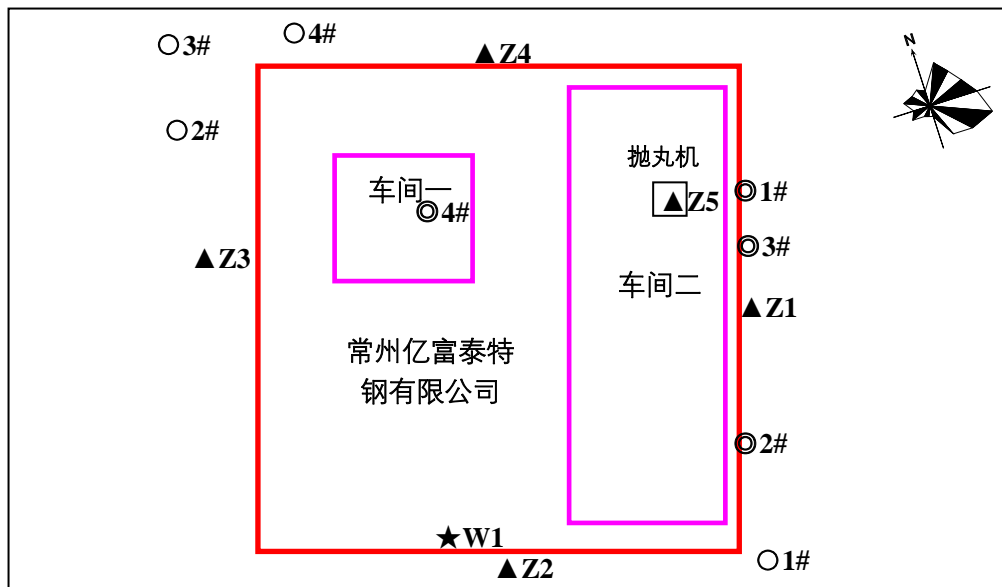 ○4#
○3#
▲Z4
N
○2#
抛丸机
车间一
◎1#
▲Z5
◎4#
◎3#
▲Z3
车间二
▲Z1
常州亿富泰特
钢有限公司
◎2#
★W1
○1#
▲Z2